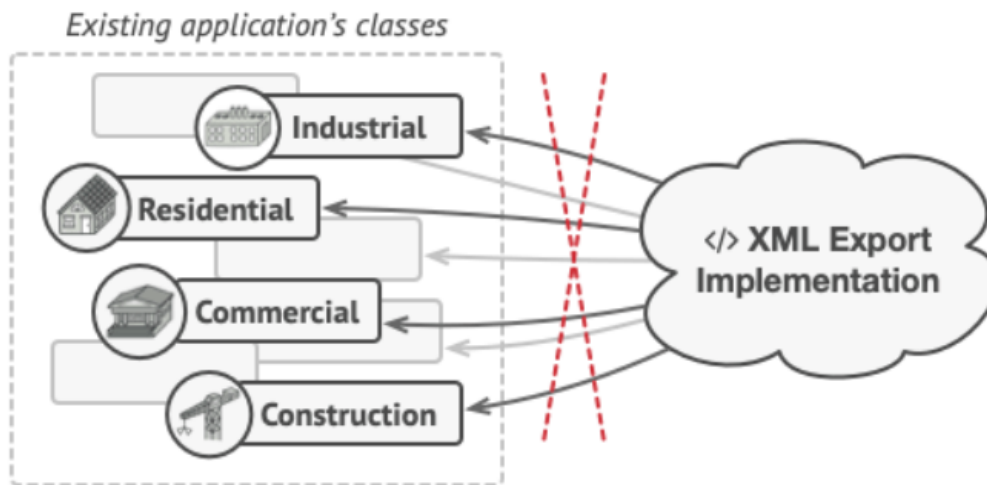 Existing application's classes
Industrial
Residential
Commercial
Construction
</> XML Export
Implementation